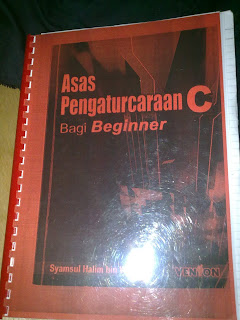 Asas
Pengaturcaraan C
Bagi Beginner
Syamsul Halim bin